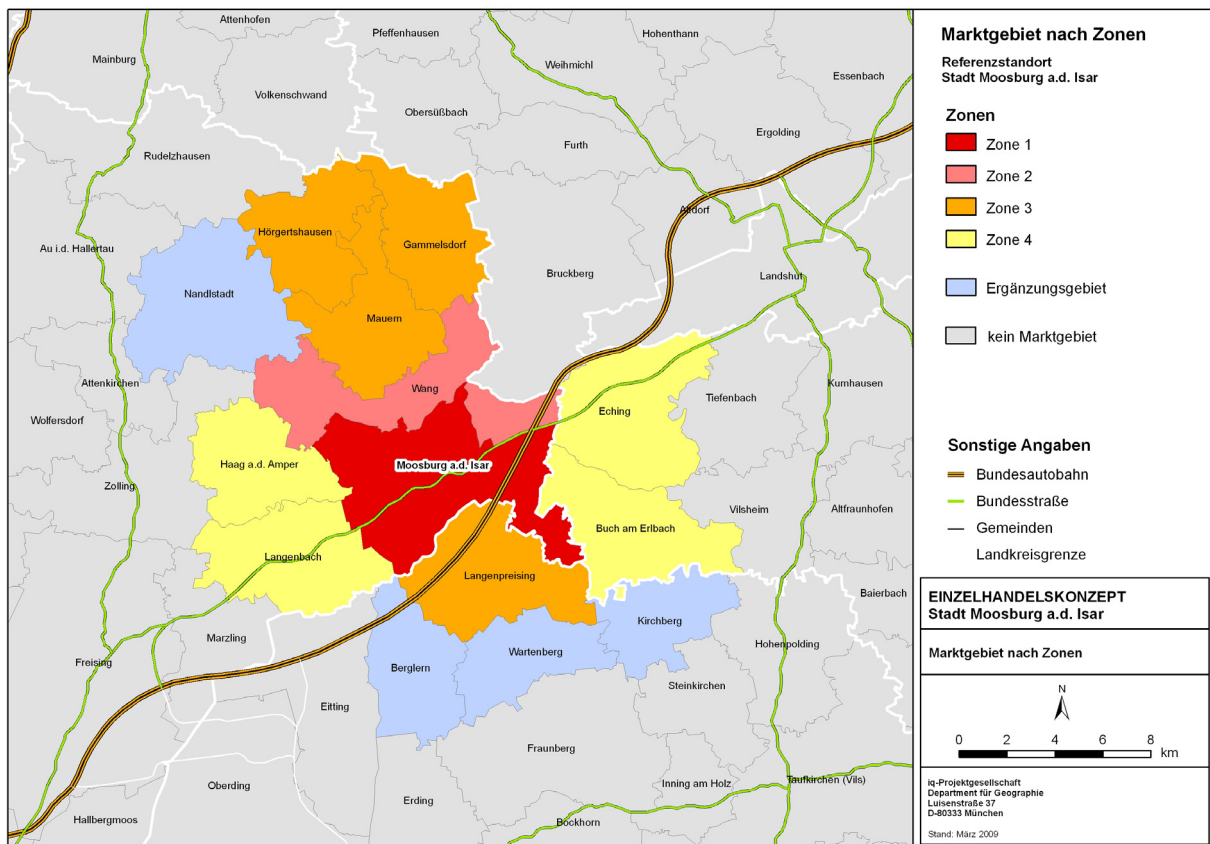 Attenhofen
Pfeffenhausen
Hohenthann
Mainburg
Weihmichl
Essenbach
Volkenschwand
Obersüßbach
Ergolding
Furth
Rudelzhausen
Altdorf
Hörgertshausen
Gammelsdorf
Au i.d. Hallertau
Bruckberg
Landshut
Nandlstadt
Mauern
Attenkirchen
Wang
Kumhausen
Tiefenbach
Eching
Wolfersdorf
Haag a.d. Amper
Moosburg a.d. Isar
Zolling
Vilsheim
Altfraunhofen
Buch am Erlbach
Langenbach
Langenpreising
Baierbach
Kirchberg
Marzling
Hohenpolding
Freising
Wartenberg
Berglern
Steinkirchen
Eitting
Fraunberg
Oberding
Inning am Holz
Taufkirchen (Vils)
Erding
Hallbergmoos
Bockhorn
Marktgebiet nach Zonen
Referenzstandort
Stadt Moosburg a.d. Isar
Zonen
Zone 1
Zone 2
Zone 3
Zone 4
Ergänzungsgebiet
kein Marktgebiet
Sonstige Angaben
Bundesautobahn
Bundesstraße
Gemeinden
Landkreisgrenze
EINZELHANDELSKONZEPT
Stadt Moosburg a.d. Isar
Marktgebiet nach Zonen
N
0 2 4 6 8
km
iq-Projektgesellschaft
Department für Geographie
Luisenstraße 37
D-80333 München
Stand: März 2009